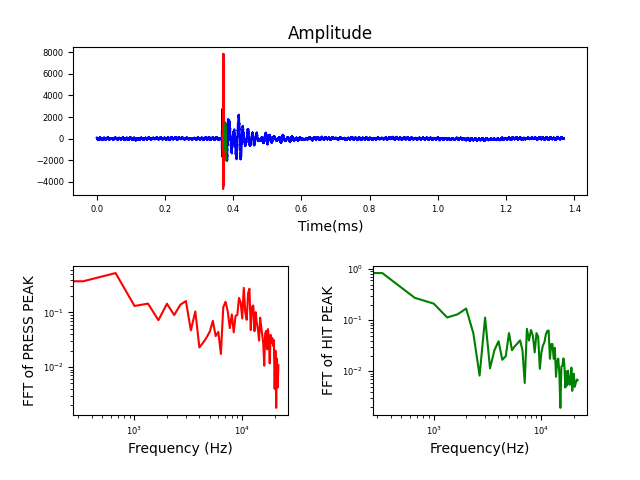 Amplitude
8000
6000
4000
2000
0
−2000
−4000
0.0 0.2 0.4 0.6 0.8 1.0 1.2 1.4
Time(ms)
FFT of PRESS PEAK
10⁻¹
10⁻²
10³ 10⁴
Frequency (Hz)
FFT of HIT PEAK
10⁰
10⁻¹
10⁻²
10³ 10⁴
Frequency(Hz)